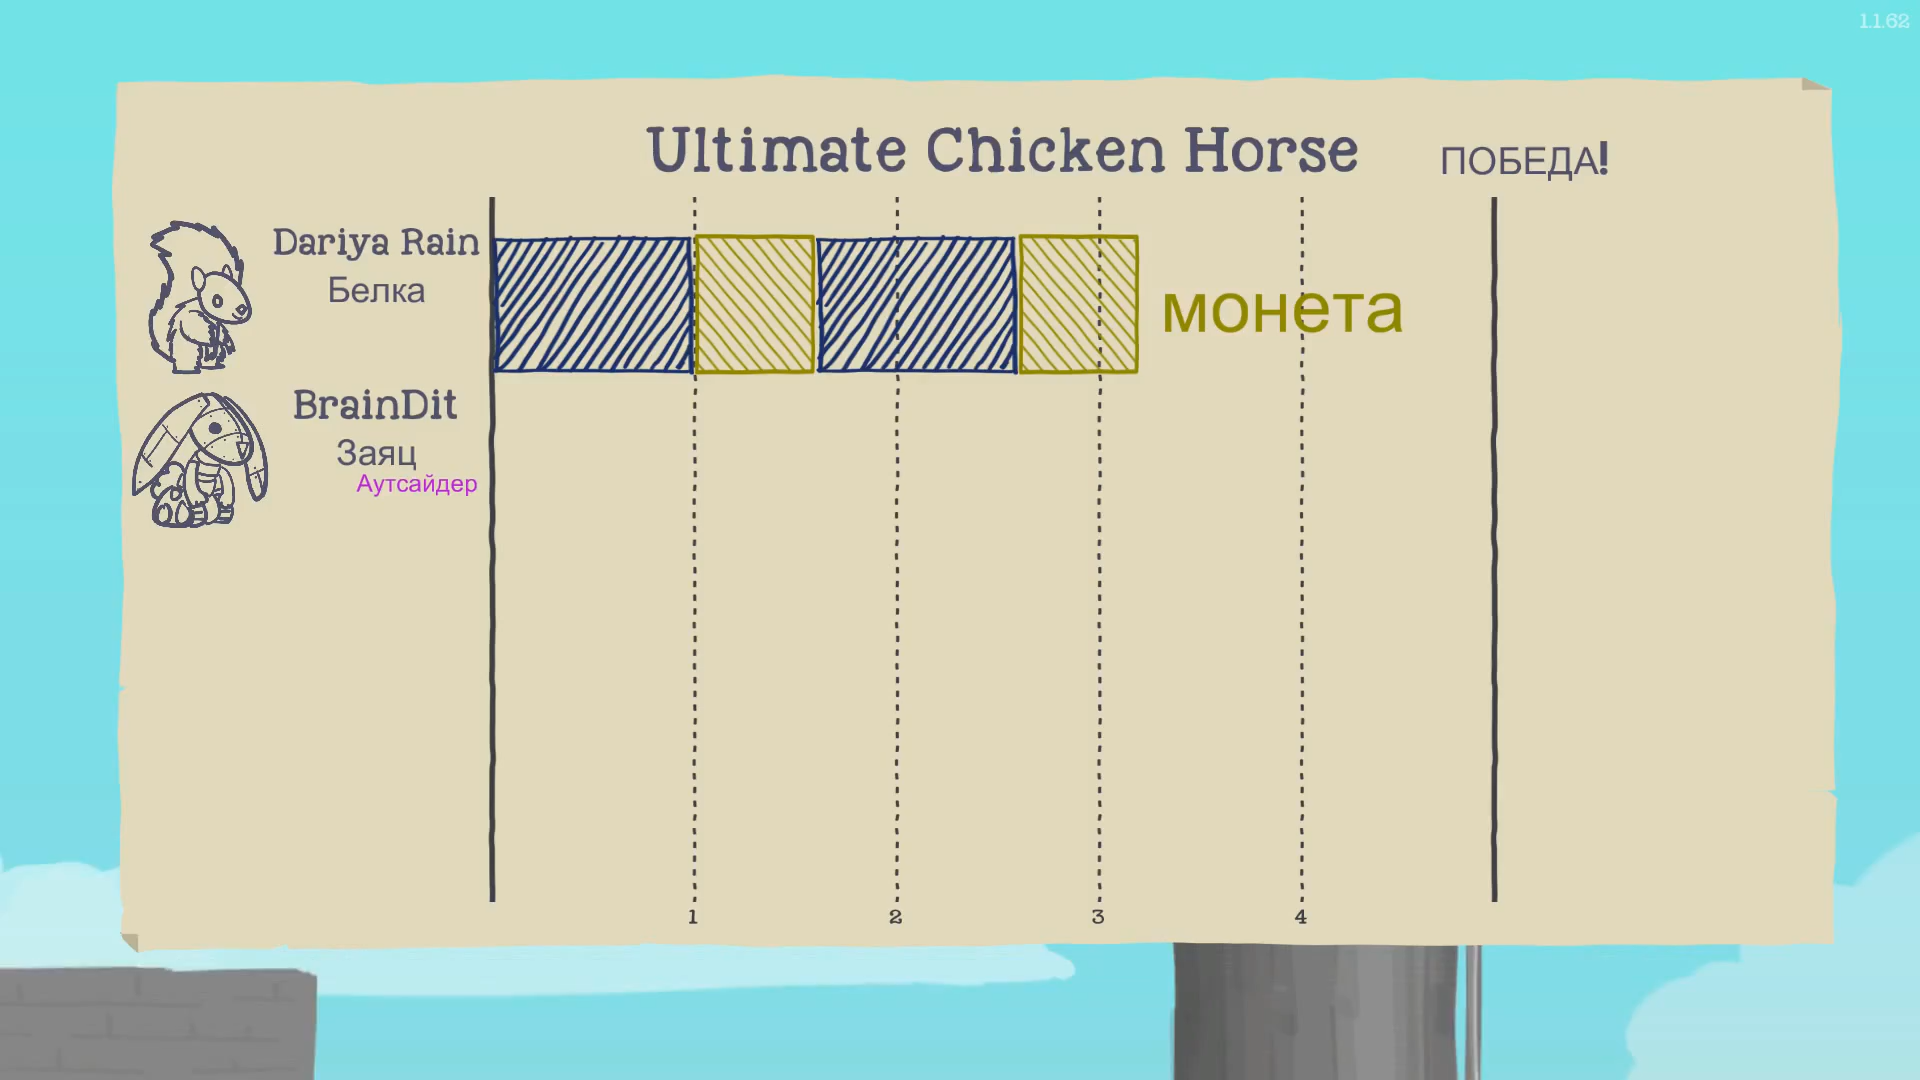 1.1.62
Ultimate Chicken Horse
ПОБЕДА!
Dariya Rain
Белка
монета
BrainDit
Заяц
Аутсайдер
1 2 3 4